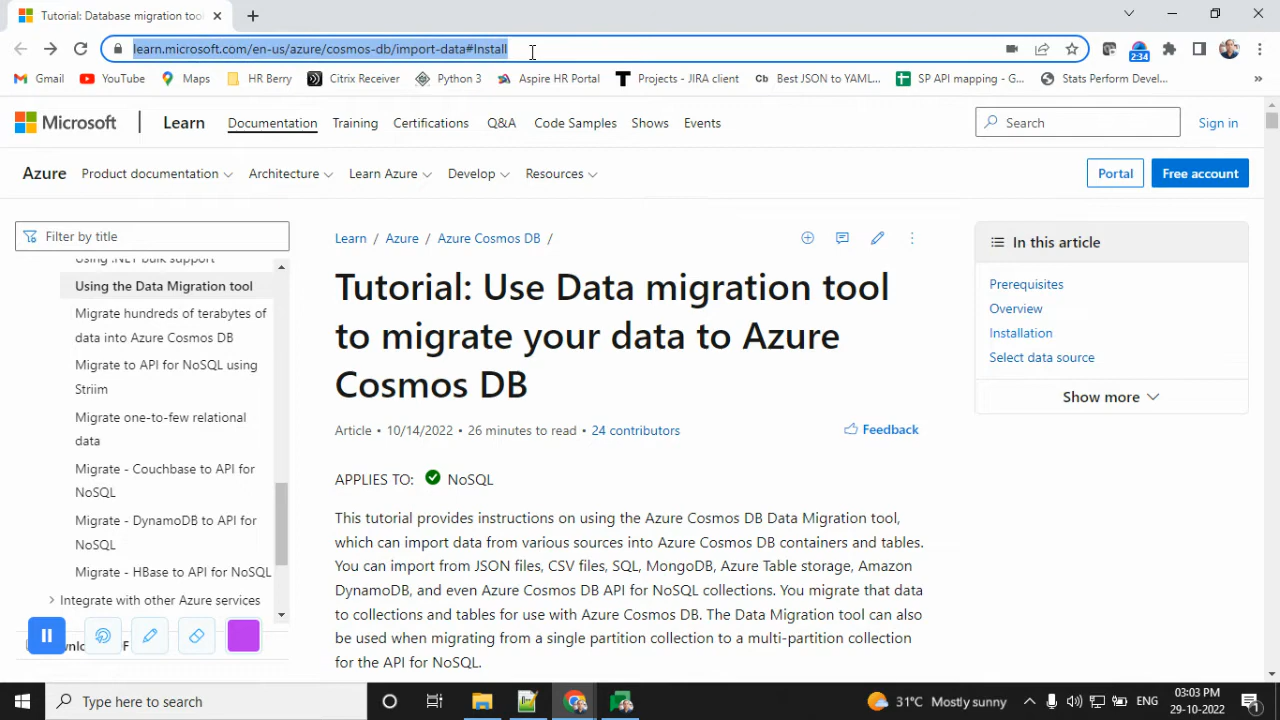 Tutorial: Database migration tool
learn.microsoft.com/en-us/azure/cosmos-db/import-data#Install
2:34
Gmail
YouTube
Maps
HR Berry
Citrix Receiver
Python 3
Aspire HR Portal
Projects - JIRA client
Cb Best JSON to YAML...
SP API mapping - G...
Stats Perform Devel...
»
Microsoft
Learn
Documentation
Training
Certifications
Q&A
Code Samples
Shows
Events
Search
Sign in
Azure
Product documentation
Architecture
Learn Azure
Develop
Resources
Portal
Free account
Filter by title
Using .NET Bulk support
Using the Data Migration tool
Migrate hundreds of terabytes of
data into Azure Cosmos DB
Migrate to API for NoSQL using
Striim
Migrate one-to-few relational
data
Migrate - Couchbase to API for
NoSQL
Migrate - DynamoDB to API for
NoSQL
Migrate - HBase to API for NoSQL
Integrate with other Azure services
Learn / Azure / Azure Cosmos DB /
Tutorial: Use Data migration tool
to migrate your data to Azure
Cosmos DB
Article • 10/14/2022 • 26 minutes to read • 24 contributors
Feedback
APPLIES TO: NoSQL
This tutorial provides instructions on using the Azure Cosmos DB Data Migration tool,
which can import data from various sources into Azure Cosmos DB containers and tables.
You can import from JSON files, CSV files, SQL, MongoDB, Azure Table storage, Amazon
DynamoDB, and even Azure Cosmos DB API for NoSQL collections. You migrate that data
to collections and tables for use with Azure Cosmos DB. The Data Migration tool can also
be used when migrating from a single partition collection to a multi-partition collection
for the API for NoSQL.
In this article
Prerequisites
Overview
Installation
Select data source
Show more
Type here to search
31°C Mostly sunny
ENG
03:03 PM
29-10-2022
1